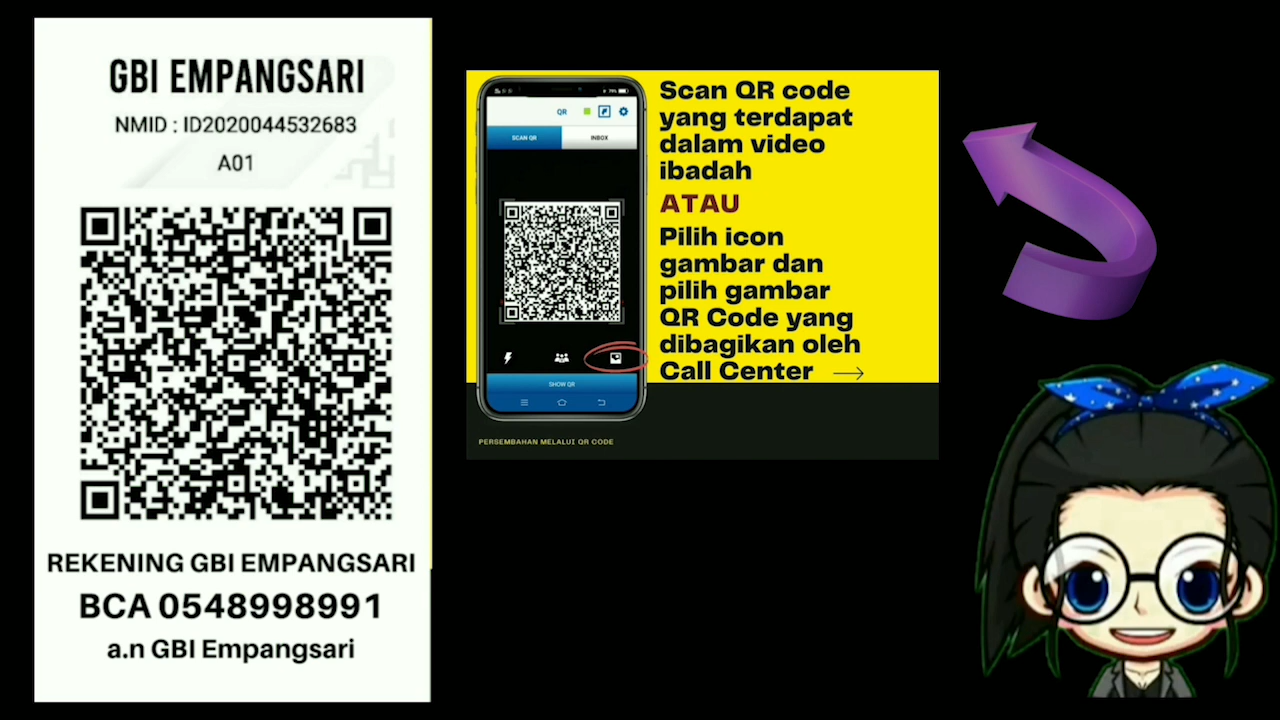 GBI EMPANGSARI
NMID : ID2020044532683
A01
REKENING GBI EMPANGSARI
BCA 0548998991
a.n GBI Empangsari
QR
SCAN QR
INBOX
SHOW QR
Scan QR code
yang terdapat
dalam video
ibadah
ATAU
Pilih icon
gambar dan
pilih gambar
QR Code yang
dibagikan oleh
Call Center →
PERSEMBAHAN MELALUI QR CODE